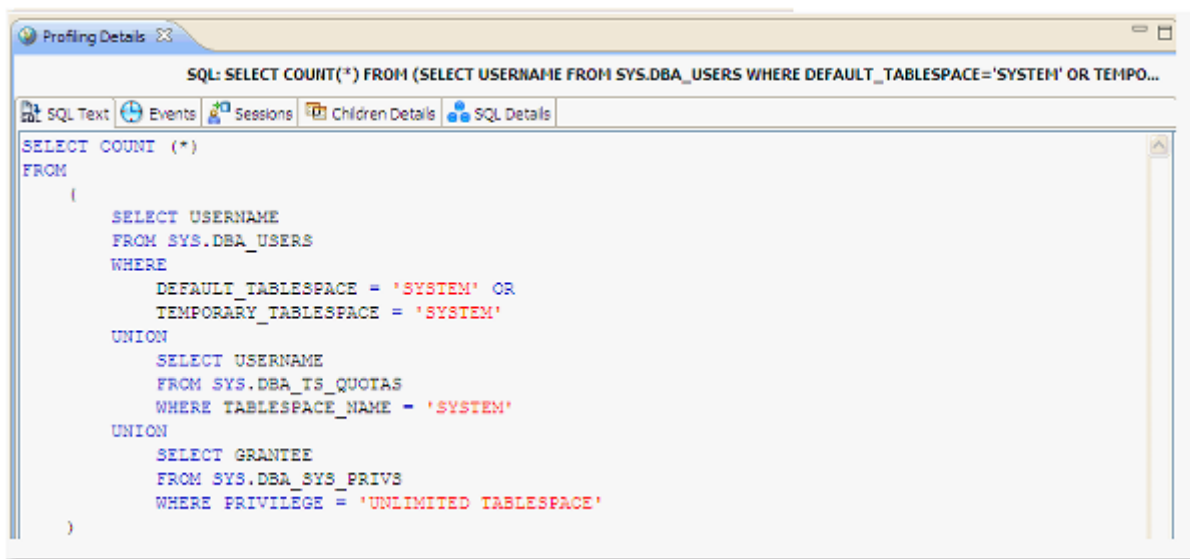 Profiling Details
SQL: SELECT COUNT(*) FROM (SELECT USERNAME FROM SYS.DBA_USERS WHERE DEFAULT_TABLESPACE='SYSTEM' OR TEMPO...
SQL Text Events Sessions Children Details SQL Details
SELECT COUNT (*)
FROM
(
SELECT USERNAME
FROM SYS.DBA_USERS
WHERE
DEFAULT_TABLESPACE = 'SYSTEM' OR
TEMPORARY_TABLESPACE = 'SYSTEM'
UNION
SELECT USERNAME
FROM SYS.DBA_TS_QUOTAS
WHERE TABLESPACE_NAME = 'SYSTEM'
UNION
SELECT GRANTEE
FROM SYS.DBA_SYS_PRIVS
WHERE PRIVILEGE = 'UNLIMITED TABLESPACE'
)